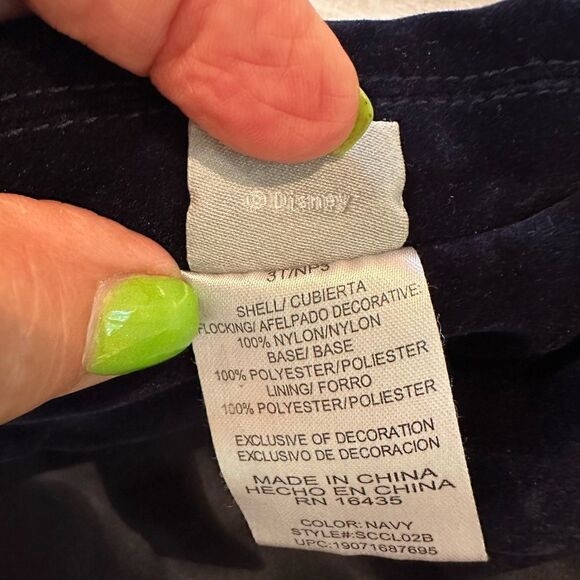 © Disney
3T/NP3
SHELL/ CUBIERTA
FLOCKING/ AFELPADO DECORATIVE:
100% NYLON/NYLON
BASE/ BASE
100% POLYESTER/POLIESTER
LINING/ FORRO
100% POLYESTER/POLIESTER
EXCLUSIVE OF DECORATION
EXCLUSIVO DE DECORACION
MADE IN CHINA
HECHO EN CHINA
RN 16435
COLOR: NAVY
STYLE#:SCCL02B
UPC:19071687695